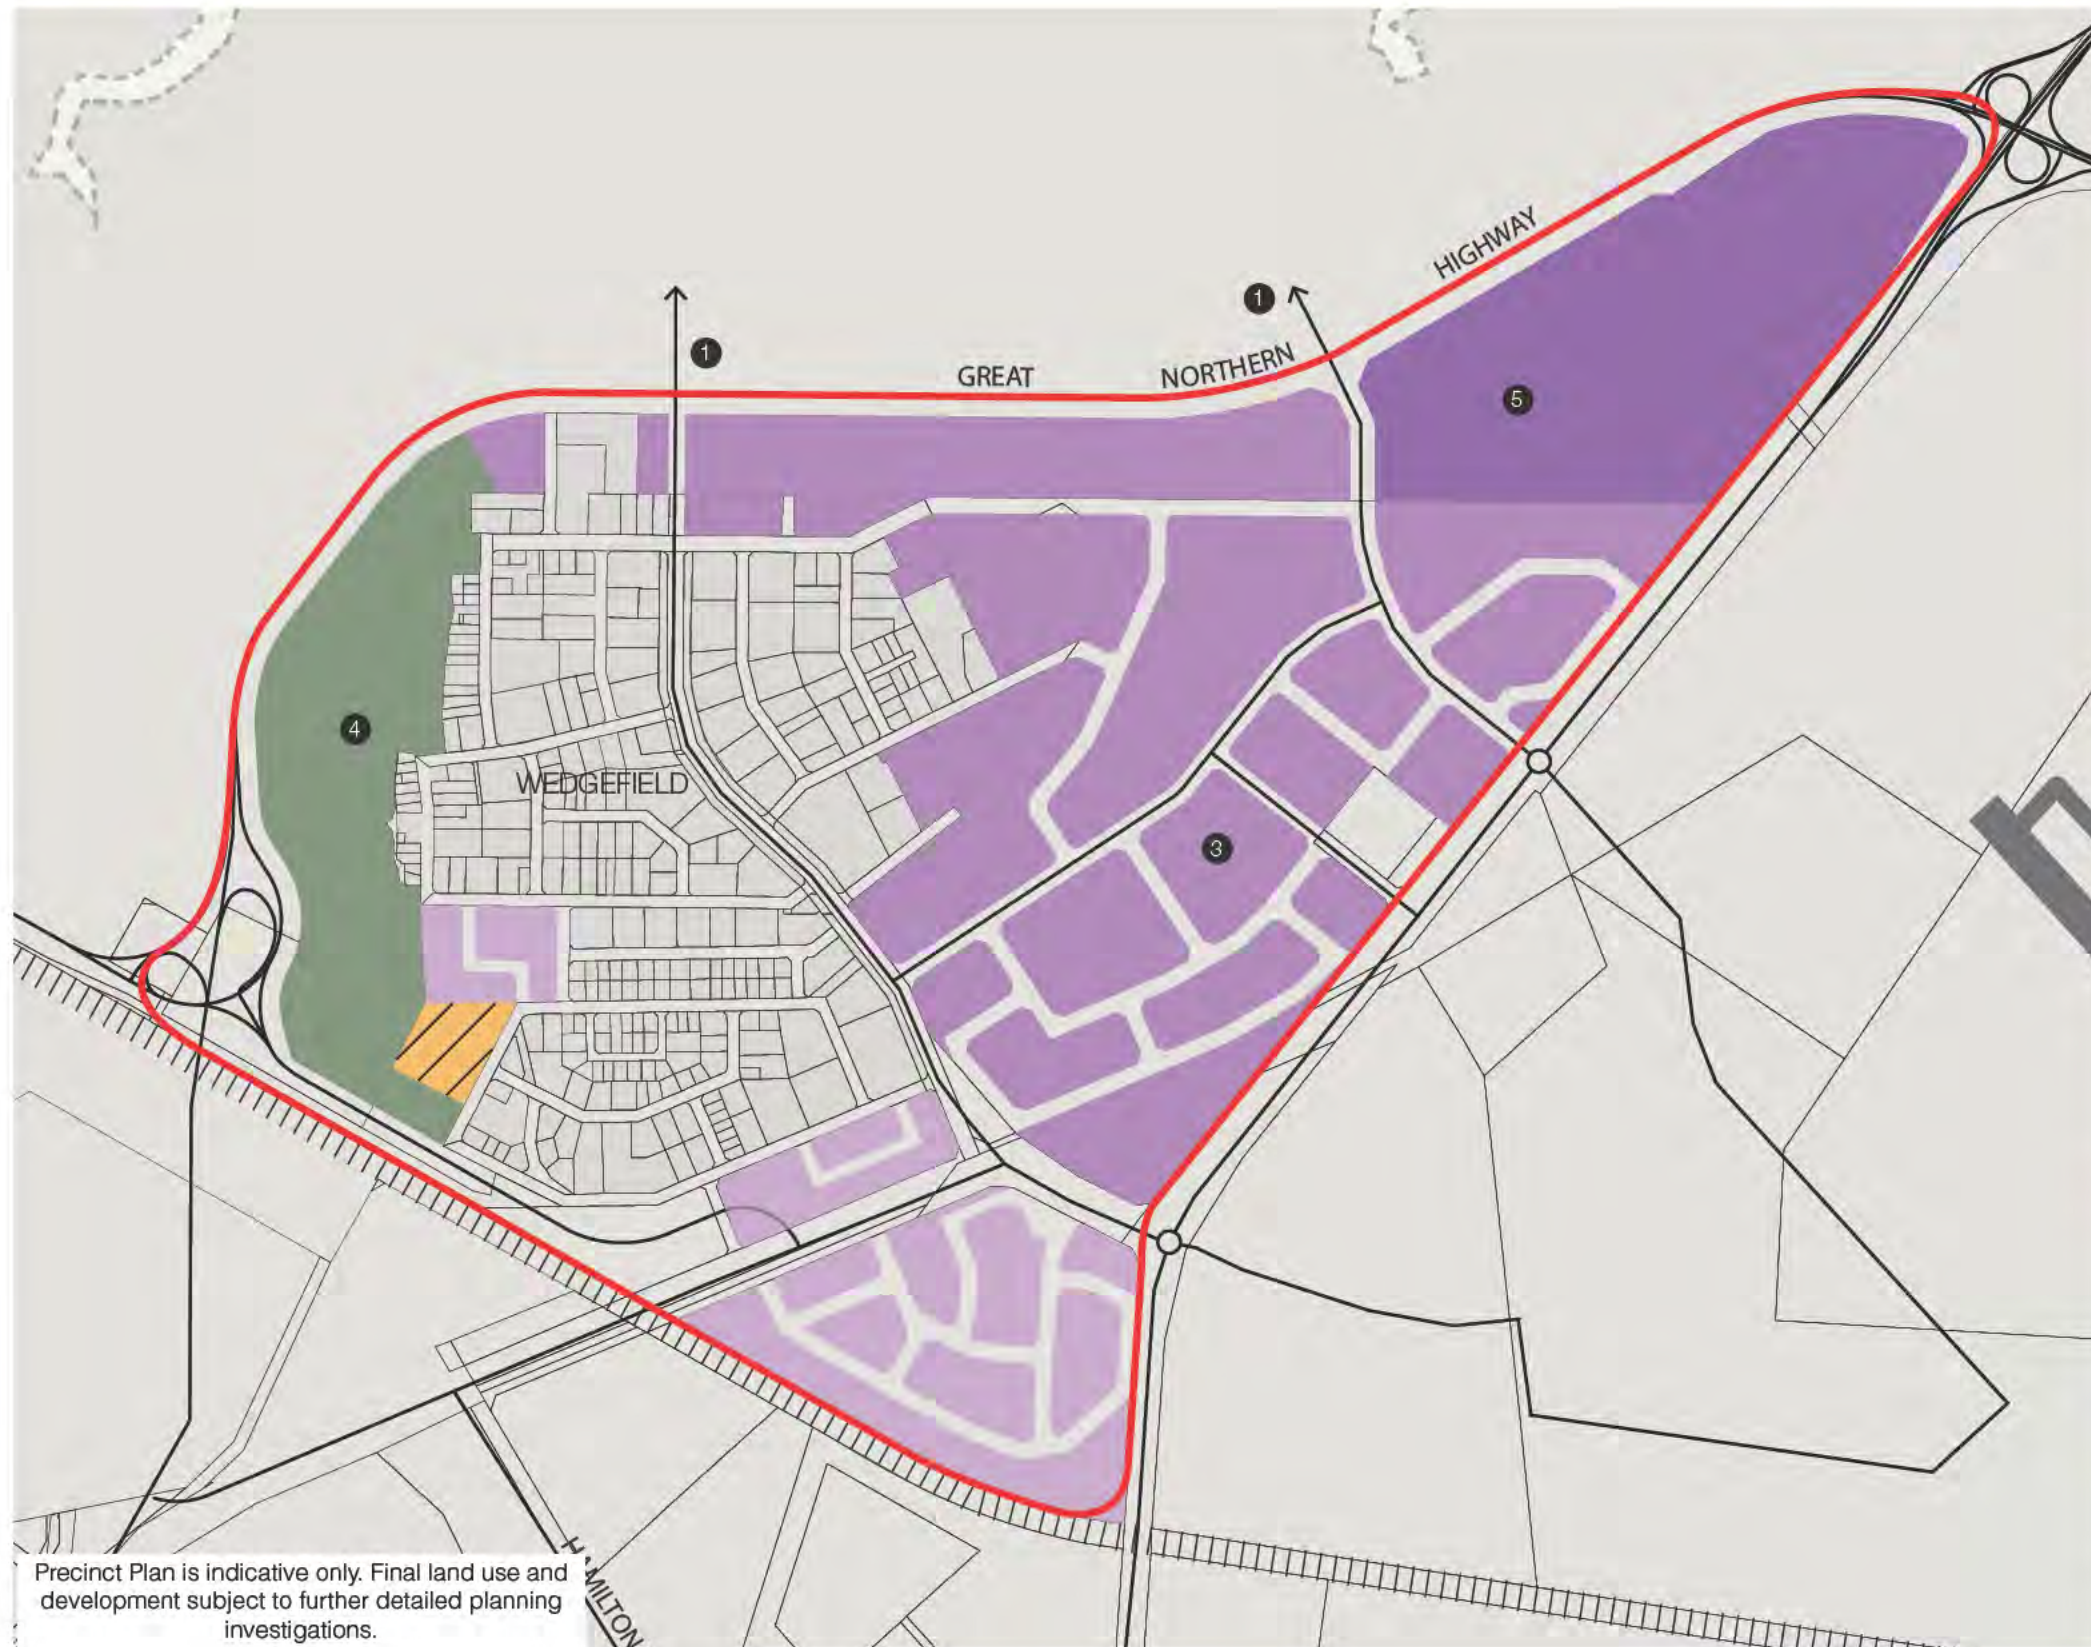 1
HIGHWAY
1
GREAT
NORTHERN
5
4
WEDGEFIELD
3
Precinct Plan is indicative only. Final land use and
development subject to further detailed planning
investigations.
HAMILTON